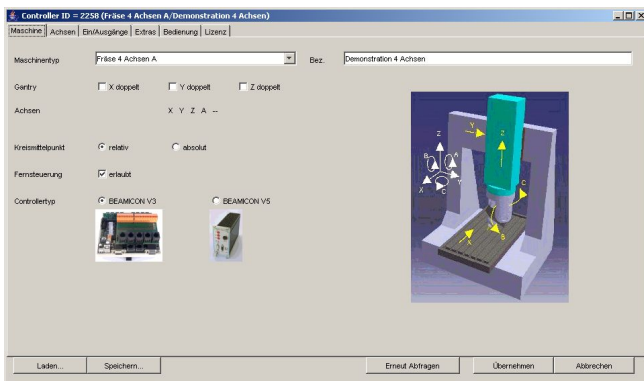 Controller ID = 2258 (Fräse 4 Achsen A/Demonstration 4 Achsen)
Maschine Achsen Ein/Ausgänge Extras Bedienung Lizenz
Maschinentyp Fräse 4 Achsen A Bez. Demonstration 4 Achsen
Gantry X doppelt Y doppelt Z doppelt
Achsen X Y Z A --
Kreismittelpunkt relativ absolut
Fernsteuerung erlaubt
Controllertyp BEAMICON V3 BEAMICON V5
Y
Z
Z
B A
X C Y
C
X
B
Laden... Speichern... Erneut Abfragen Übernehmen Abbrechen